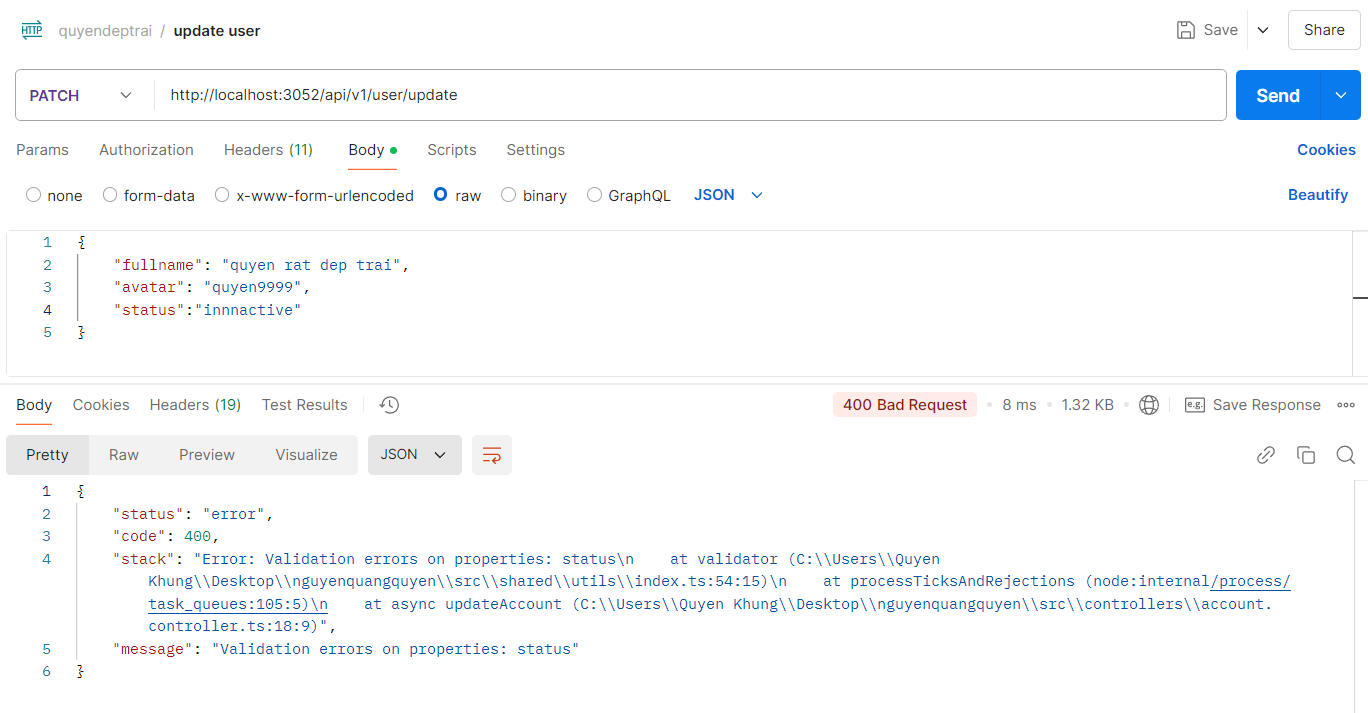 HTTP quyendeptrai / update user Save Share
PATCH http://localhost:3052/api/v1/user/update Send
Params Authorization Headers (11) Body Scripts Settings Cookies
none form-data x-www-form-urlencoded raw binary GraphQL JSON Beautify
1 {
2 "fullname": "quyen rat dep trai",
3 "avatar": "quyen9999",
4 "status":"innnactive"
5 }
Body Cookies Headers (19) Test Results 400 Bad Request 8 ms 1.32 KB e.g. Save Response
Pretty Raw Preview Visualize JSON
1 {
2 "status": "error",
3 "code": 400,
4 "stack": "Error: Validation errors on properties: status\n    at validator (C:\\Users\\Quyen
Khung\\Desktop\\nguyenquangquyen\\src\\shared\\utils\\index.ts:54:15)\n    at processTicksAndRejections (node:internal/process/
task_queues:105:5)\n    at async updateAccount (C:\\Users\\Quyen Khung\\Desktop\\nguyenquangquyen\\src\\controllers\\account.
controller.ts:18:9)",
5 "message": "Validation errors on properties: status"
6 }